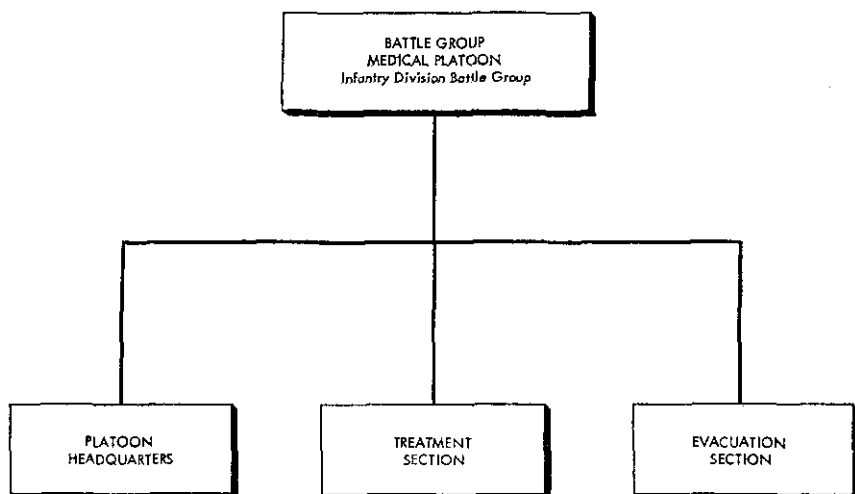 BATTLE GROUP
MEDICAL PLATOON
Infantry Division Battle Group
PLATOON
HEADQUARTERS
TREATMENT
SECTION
EVACUATION
SECTION